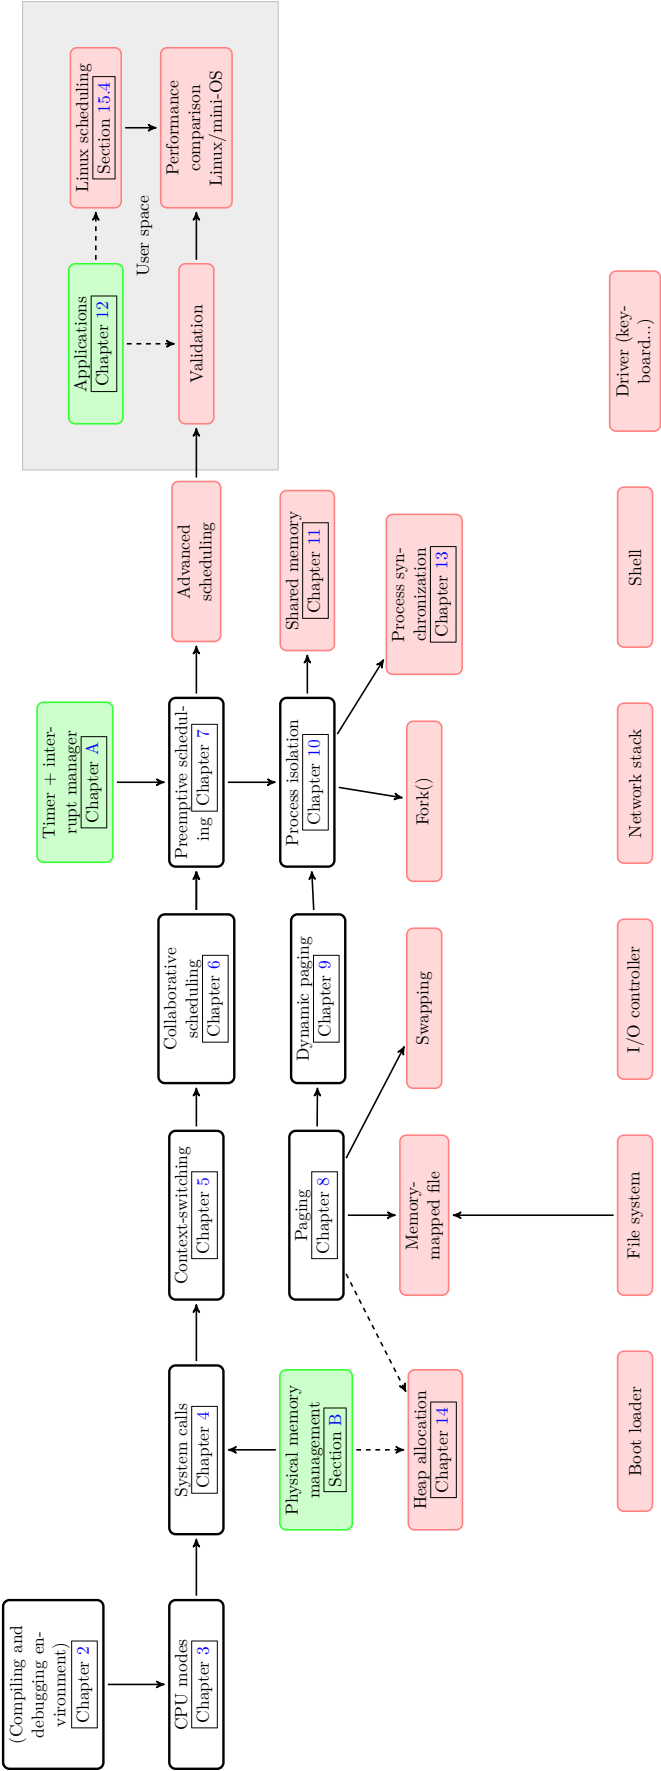 (Compiling and
debugging en-
vironment)
Chapter 2
CPU modes
Chapter 3
System calls
Chapter 4
Physical memory
management
Section B
Heap allocation
Chapter 14
Boot loader
Context-switching
Chapter 5
Paging
Chapter 8
Memory-
mapped file
File system
Collaborative
scheduling
Chapter 6
Dynamic paging
Chapter 9
Swapping
I/O controller
Timer + inter-
rupt manager
Chapter A
Preemptive schedul-
ing Chapter 7
Process isolation
Chapter 10
Fork()
Network stack
Advanced
scheduling
Shared memory
Chapter 11
Process syn-
chronization
Chapter 13
Shell
Applications
Chapter 12
Validation
Driver (key-
board...)
User space
Linux scheduling
Section 15.4
Performance
comparison
Linux/mini-OS